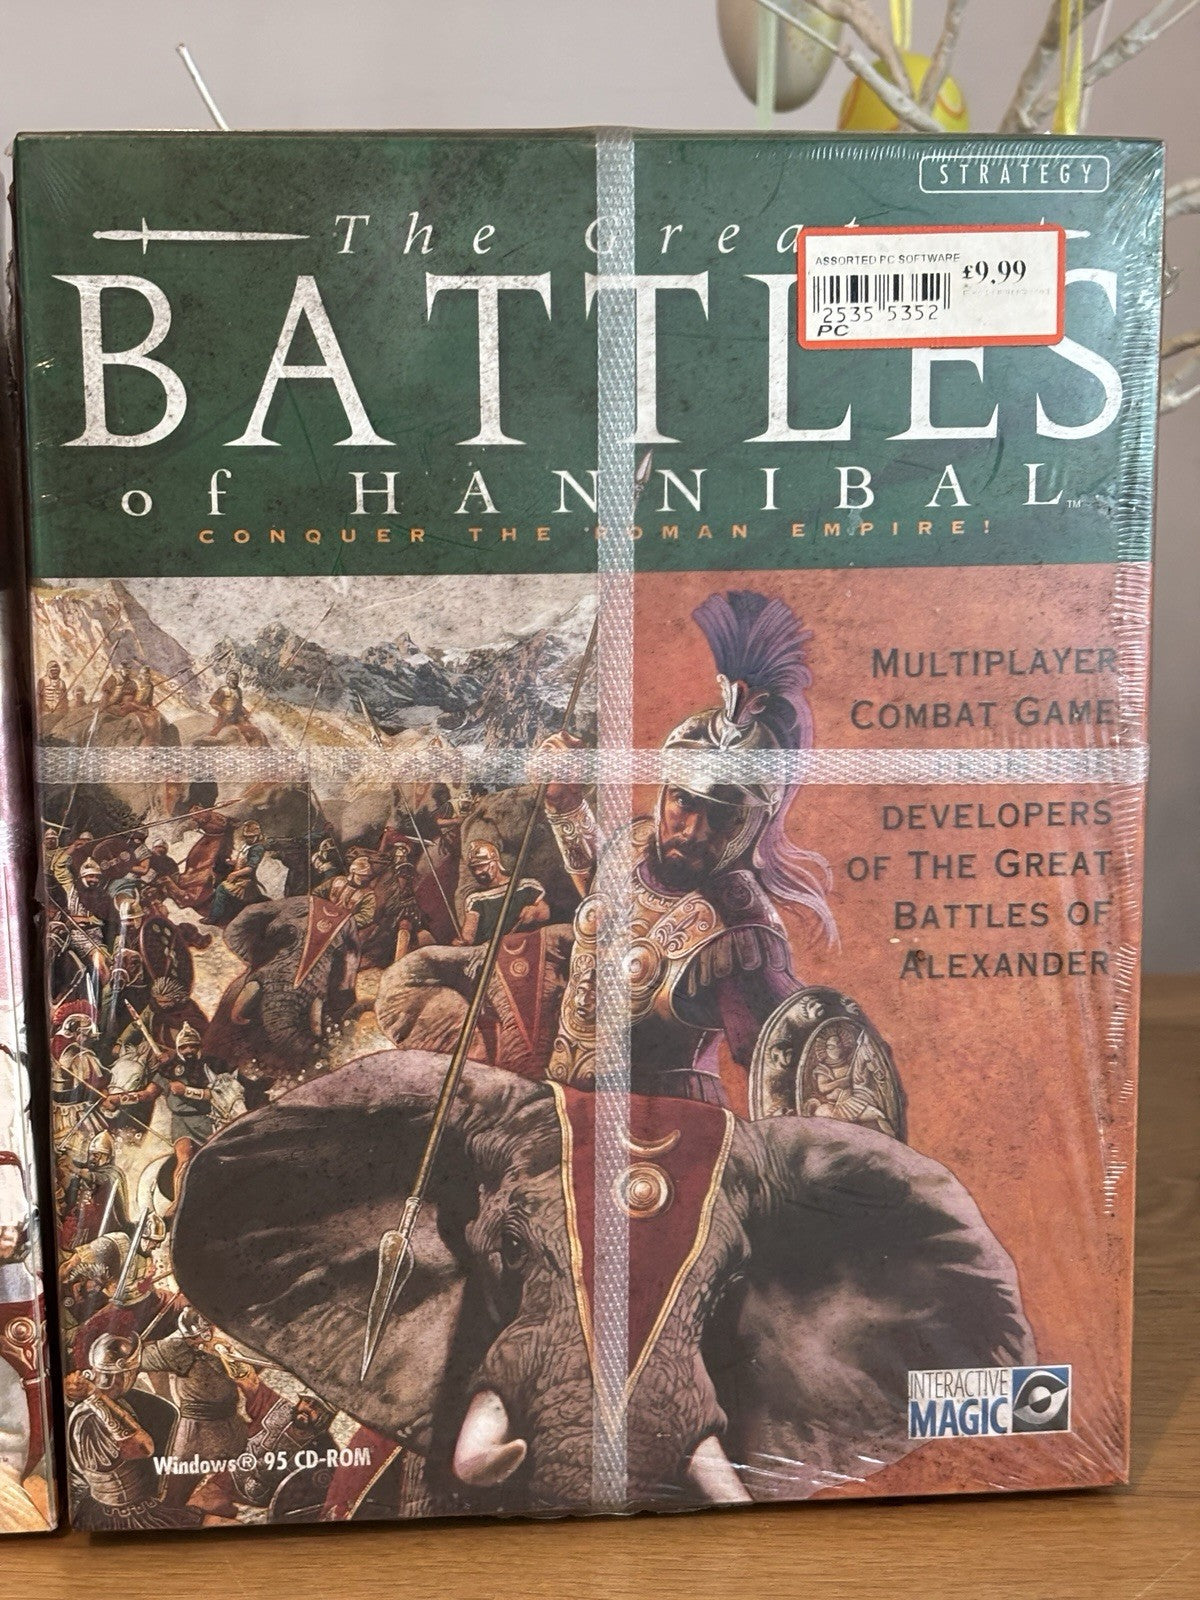 STRATEGY
The Great
ASSORTED PC SOFTWARE
£9.99
2535 5352
PC
BATTLES
of HANNIBAL™
CONQUER THE ROMAN EMPIRE!
MULTIPLAYER
COMBAT GAME
DEVELOPERS
OF THE GREAT
BATTLES OF
ALEXANDER
INTERACTIVE
MAGIC
Windows® 95 CD-ROM